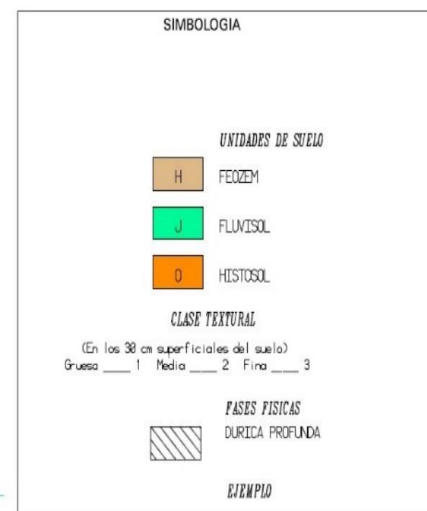 SIMBOLOGIA
UNIDADES DE SUELO
H FEOZEM
J FLUVISOL
O HISTOSOL
CLASE TEXTURAL
(En los 30 cm superficiales del suelo)
Gruesa ____ 1 Media ____ 2 Fina ____ 3
FASES FISICAS
DURICA PROFUNDA
EJEMPLO